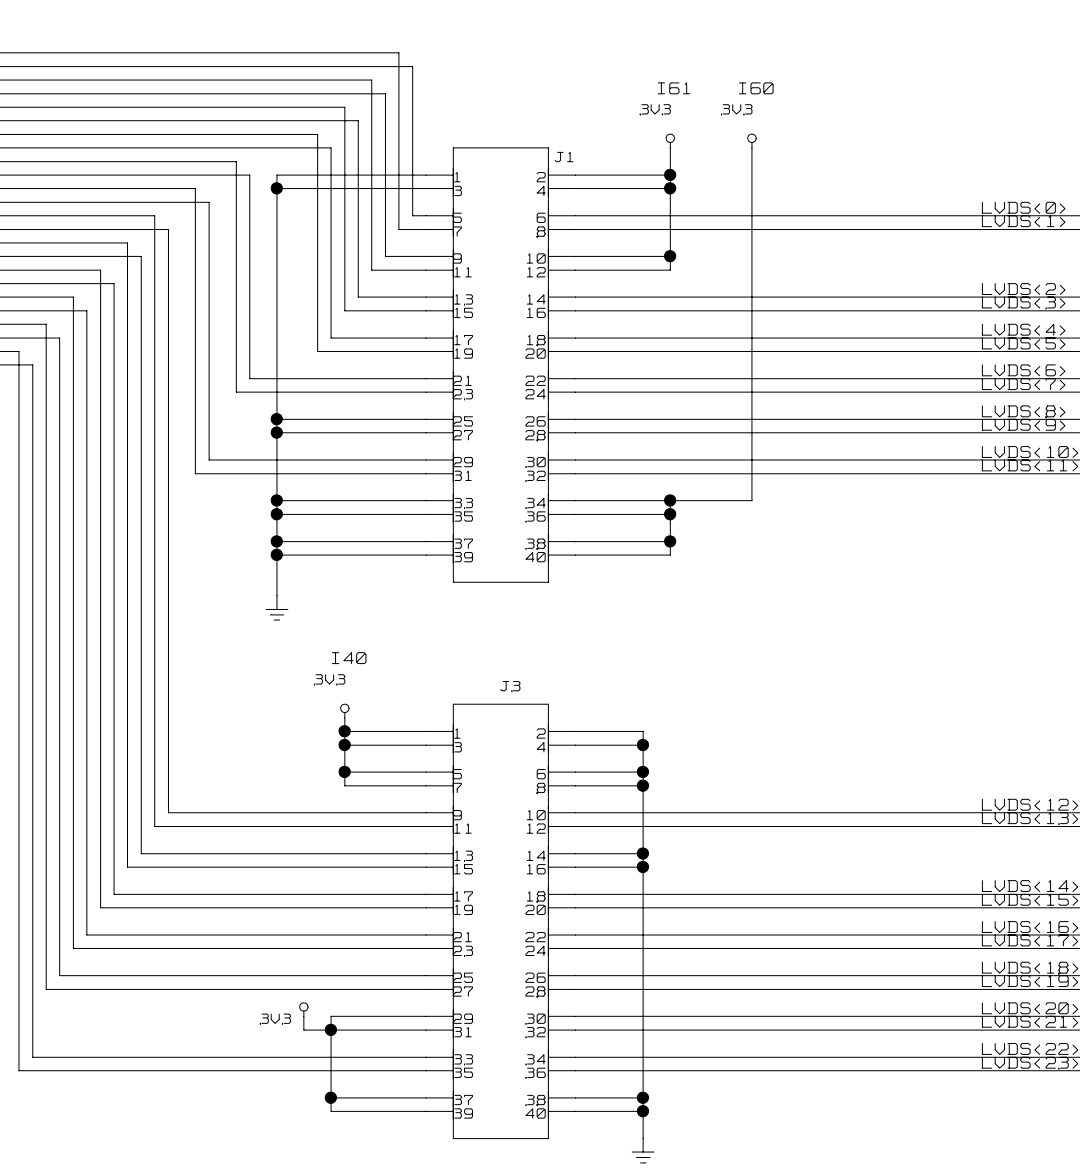 I61 I60
3V3 3V3
J1
1 2
3 4
LVDS<0>
5 6
LVDS<1>
7 8
9 10
11 12
LVDS<2>
13 14
LVDS<3>
15 16
LVDS<4>
17 18
LVDS<5>
19 20
LVDS<6>
21 22
LVDS<7>
23 24
LVDS<8>
25 26
LVDS<9>
27 28
LVDS<10>
29 30
LVDS<11>
31 32
33 34
35 36
37 38
39 40
I40
3V3
J3
1 2
3 4
5 6
7 8
LVDS<12>
9 10
LVDS<13>
11 12
13 14
15 16
LVDS<14>
17 18
LVDS<15>
19 20
LVDS<16>
21 22
LVDS<17>
23 24
LVDS<18>
25 26
LVDS<19>
27 28
LVDS<20>
3V3 29 30
LVDS<21>
31 32
LVDS<22>
33 34
LVDS<23>
35 36
37 38
39 40